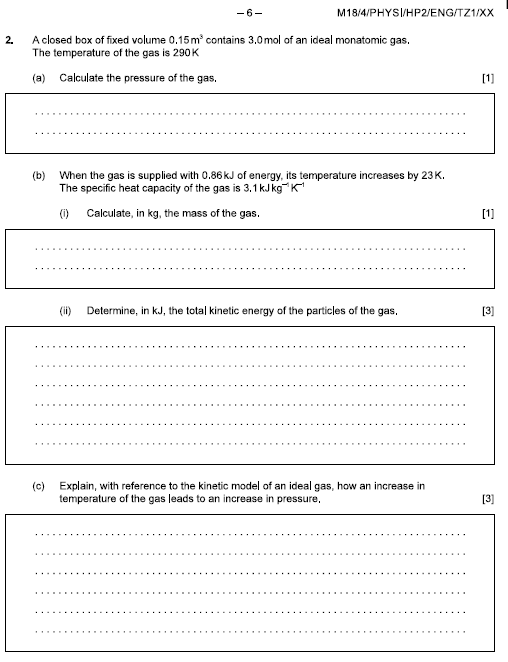 – 6 –
M18/4/PHYSI/HP2/ENG/TZ1/XX
2. A closed box of fixed volume 0.15 m³ contains 3.0 mol of an ideal monatomic gas.
The temperature of the gas is 290 K
(a) Calculate the pressure of the gas. [1]
(b) When the gas is supplied with 0.86 kJ of energy, its temperature increases by 23 K.
The specific heat capacity of the gas is 3.1 kJ kg⁻¹ K⁻¹
(i) Calculate, in kg, the mass of the gas. [1]
(ii) Determine, in kJ, the total kinetic energy of the particles of the gas. [3]
(c) Explain, with reference to the kinetic model of an ideal gas, how an increase in
temperature of the gas leads to an increase in pressure. [3]